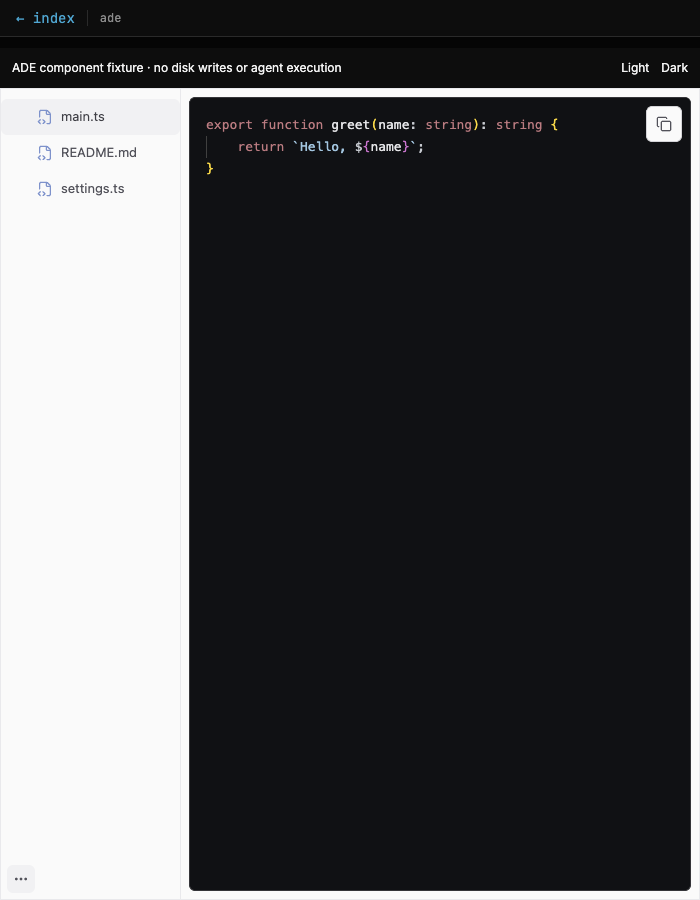 ← index
ade
ADE component fixture · no disk writes or agent execution
Light
Dark
main.ts
README.md
settings.ts
export function greet(name: string): string {
    return `Hello, ${name}`;
}